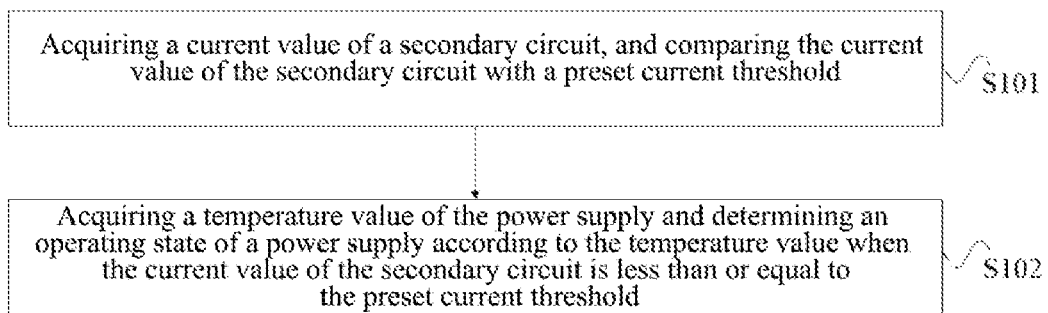 Acquiring a current value of a secondary circuit, and comparing the current
value of the secondary circuit with a preset current threshold
S101
Acquiring a temperature value of the power supply and determining an
operating state of a power supply according to the temperature value when
the current value of the secondary circuit is less than or equal to
the preset current threshold
S102